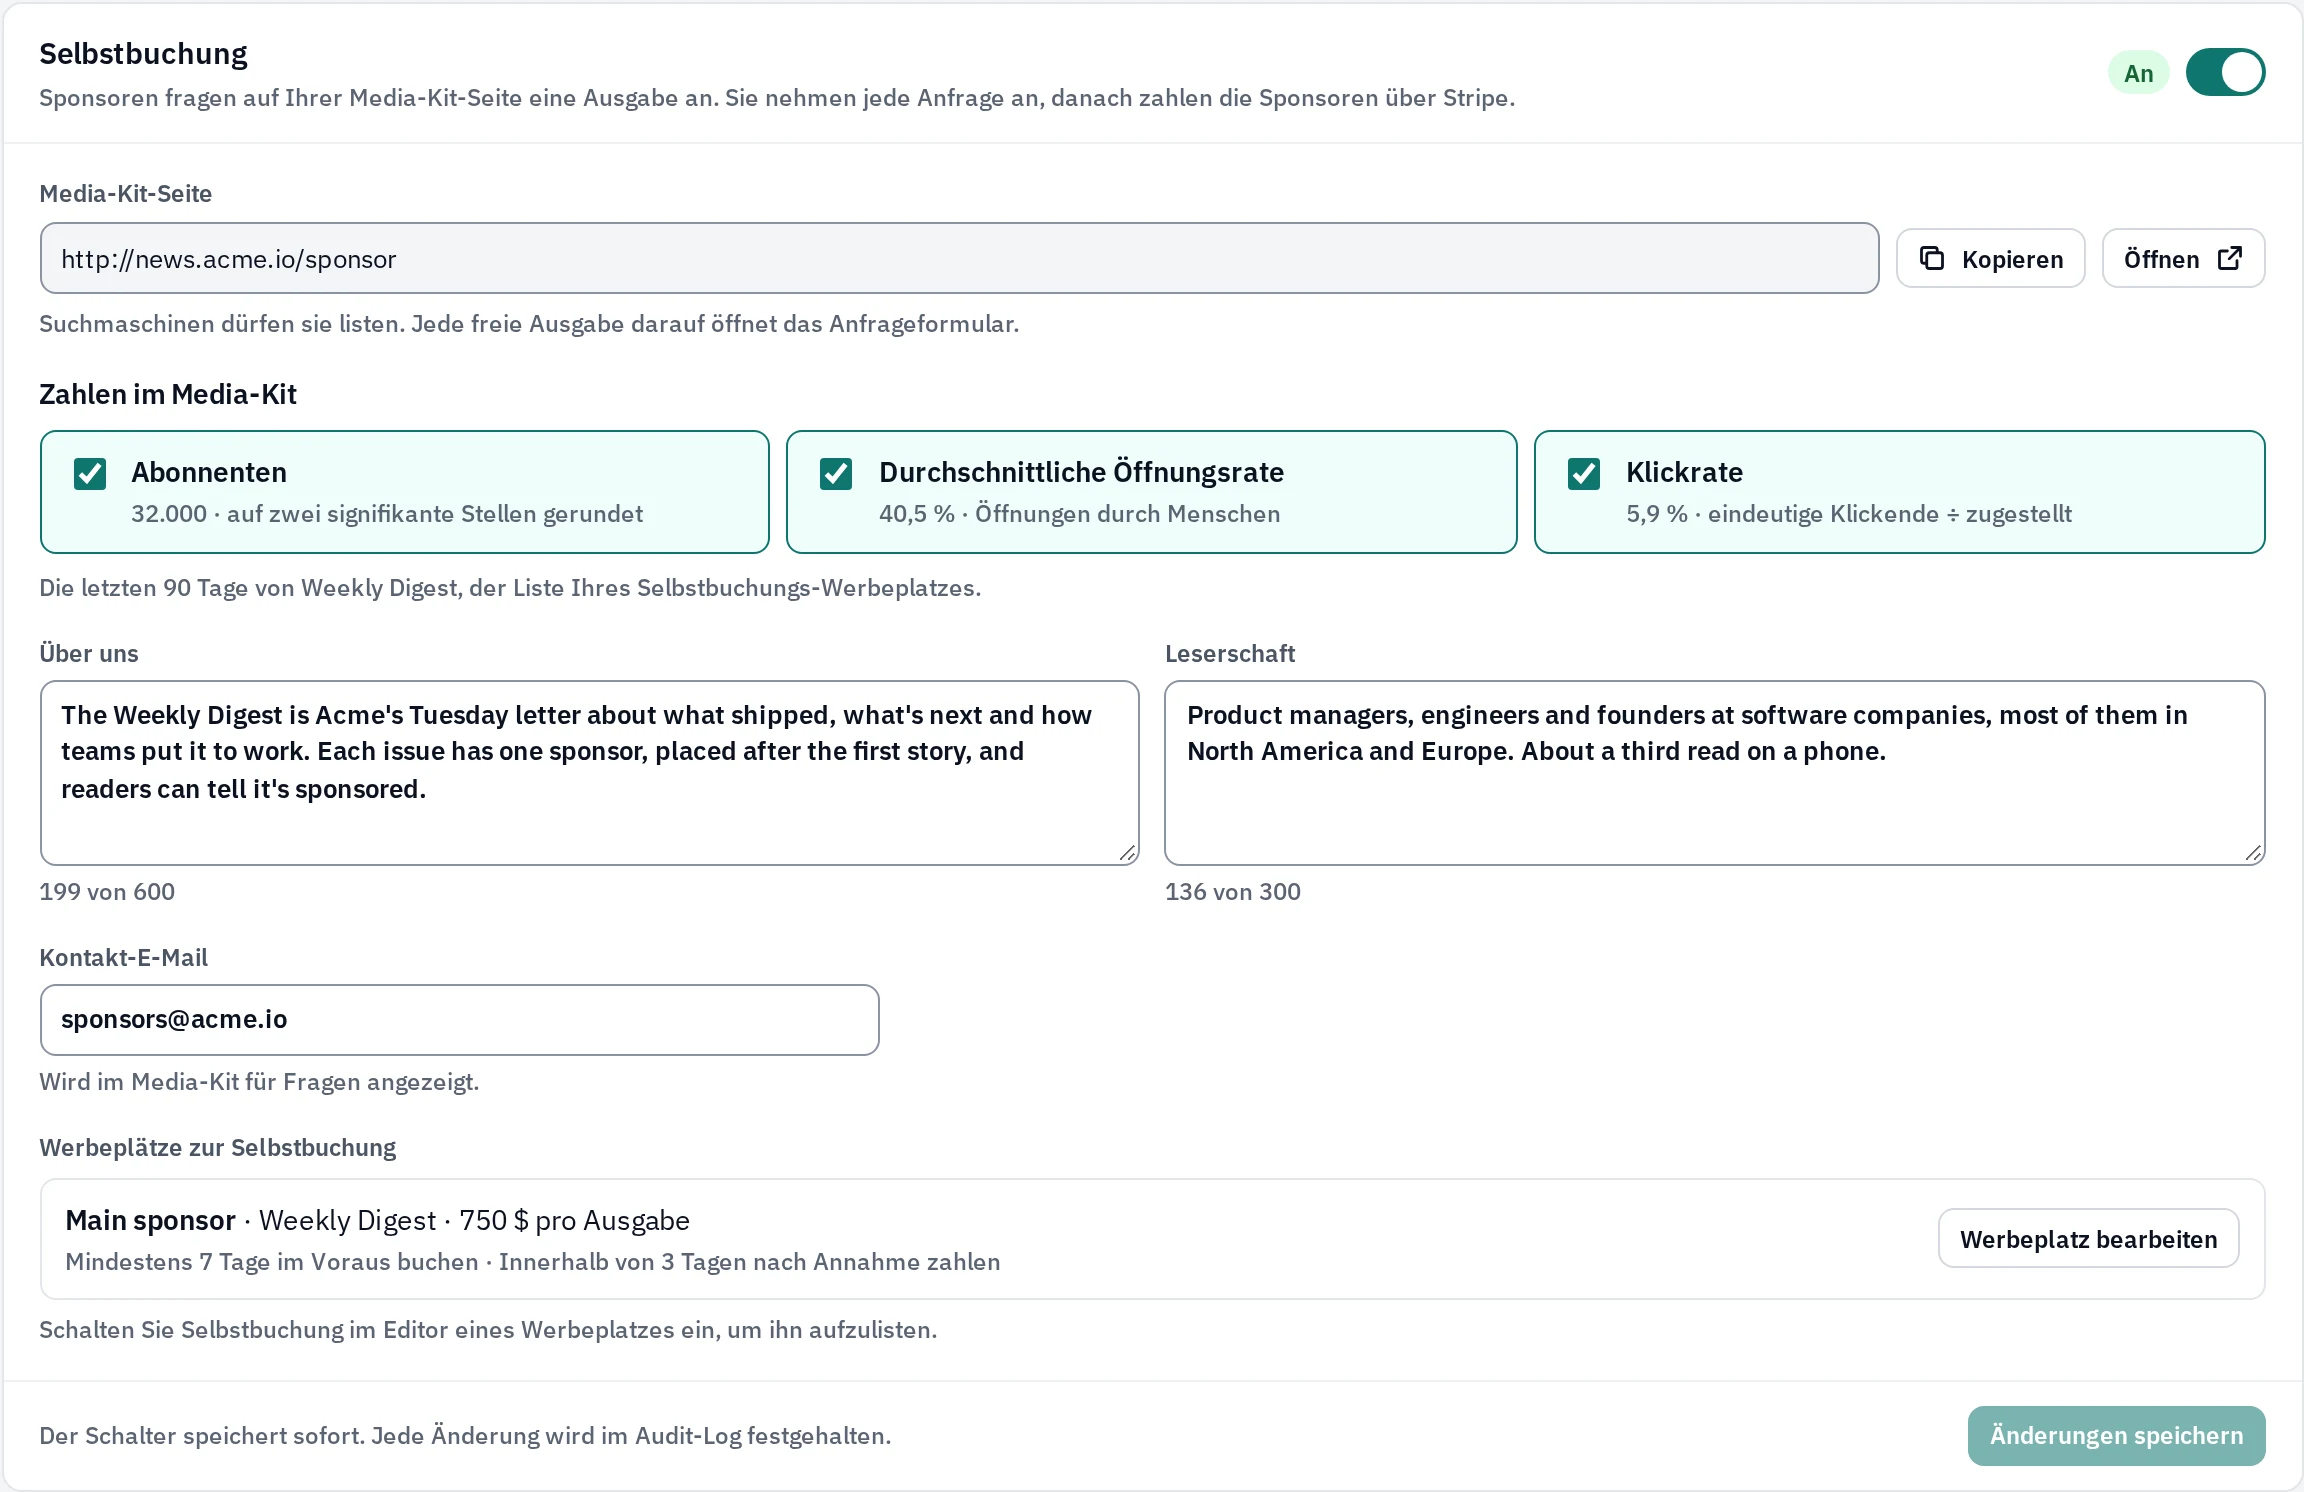 Selbstbuchung
Sponsoren fragen auf Ihrer Media-Kit-Seite eine Ausgabe an. Sie nehmen jede Anfrage an, danach zahlen die Sponsoren über Stripe.
An
Media-Kit-Seite
http://news.acme.io/sponsor
Kopieren
Öffnen
Suchmaschinen dürfen sie listen. Jede freie Ausgabe darauf öffnet das Anfrageformular.
Zahlen im Media-Kit
Abonnenten
32.000 · auf zwei signifikante Stellen gerundet
Durchschnittliche Öffnungsrate
40,5 % · Öffnungen durch Menschen
Klickrate
5,9 % · eindeutige Klickende ÷ zugestellt
Die letzten 90 Tage von Weekly Digest, der Liste Ihres Selbstbuchungs-Werbeplatzes.
Über uns
The Weekly Digest is Acme's Tuesday letter about what shipped, what's next and how
teams put it to work. Each issue has one sponsor, placed after the first story, and
readers can tell it's sponsored.
199 von 600
Leserschaft
Product managers, engineers and founders at software companies, most of them in
North America and Europe. About a third read on a phone.
136 von 300
Kontakt-E-Mail
sponsors@acme.io
Wird im Media-Kit für Fragen angezeigt.
Werbeplätze zur Selbstbuchung
Main sponsor · Weekly Digest · 750 $ pro Ausgabe
Mindestens 7 Tage im Voraus buchen · Innerhalb von 3 Tagen nach Annahme zahlen
Werbeplatz bearbeiten
Schalten Sie Selbstbuchung im Editor eines Werbeplatzes ein, um ihn aufzulisten.
Der Schalter speichert sofort. Jede Änderung wird im Audit-Log festgehalten.
Änderungen speichern